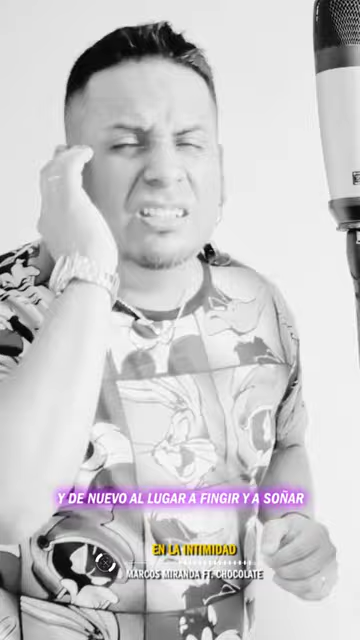 Y DE NUEVO AL LUGAR A FINGIR Y A SOÑAR
EN LA INTIMIDAD
MARCOS MIRANDA FT. CHOCOLATE